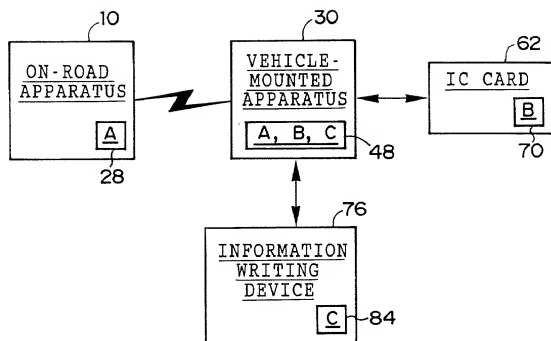 10
ON-ROAD
APPARATUS
A
28
30
VEHICLE-
MOUNTED
APPARATUS
A, B, C
48
62
IC CARD
B
70
76
INFORMATION
WRITING
DEVICE
C
84